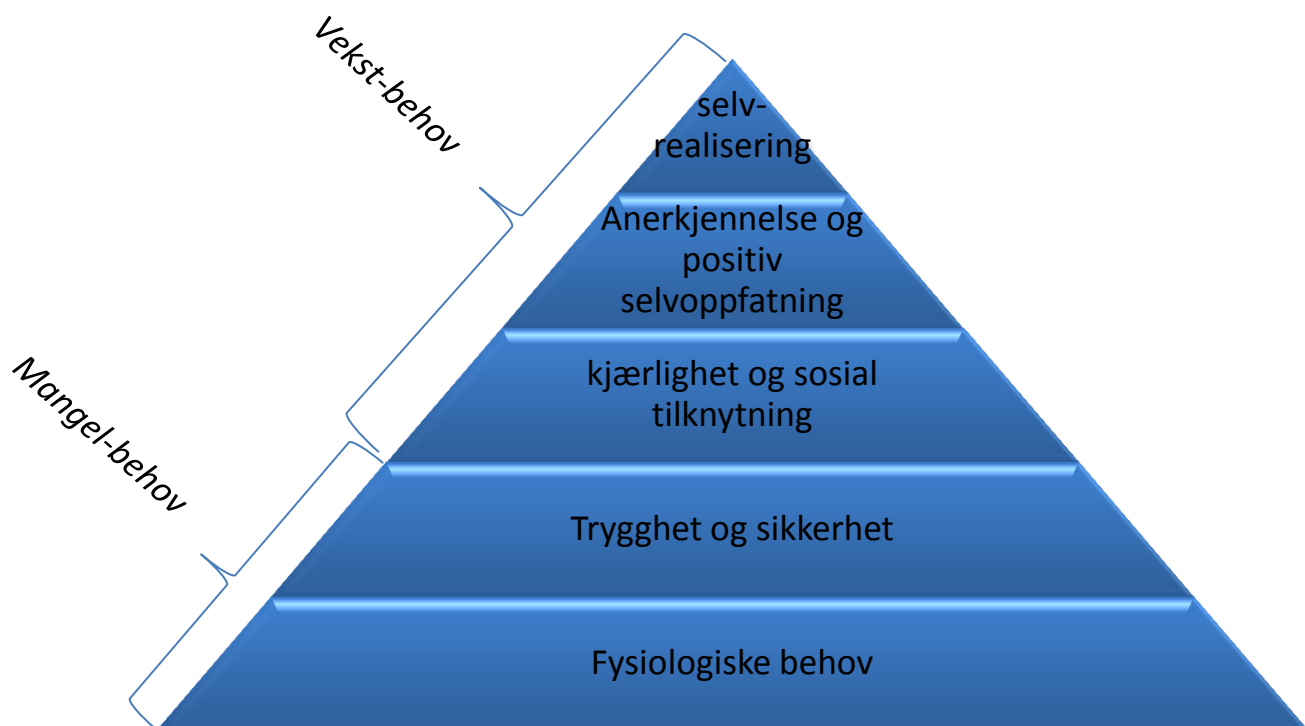 Vekst-behov
selv-
realisering
Anerkjennelse og
positiv
selvoppfatning
kjærlighet og sosial
tilknytning
Mangel-behov
Trygghet og sikkerhet
Fysiologiske behov